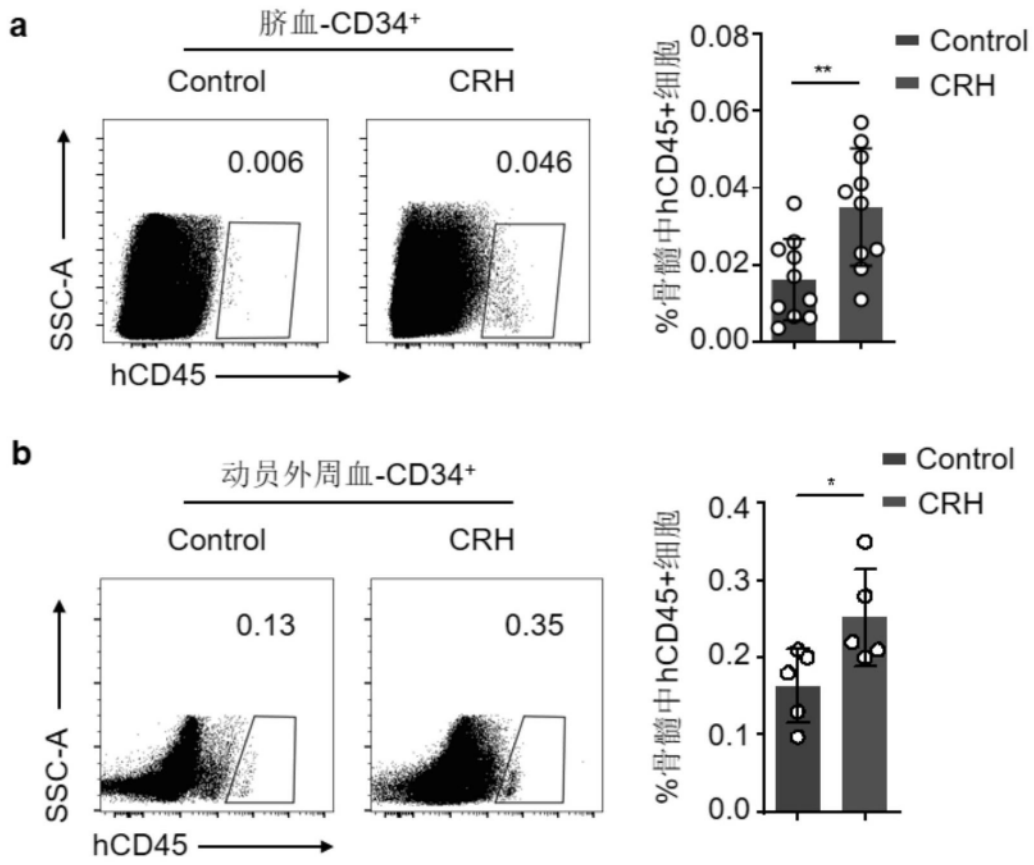 a
脐血-CD34+
Control
CRH
0.006
0.046
SSC-A
hCD45
%骨髓中hCD45+细胞
0.08
0.06
0.04
0.02
0.00
**
Control
CRH
b
动员外周血-CD34+
Control
CRH
0.13
0.35
SSC-A
hCD45
%骨髓中hCD45+细胞
0.4
0.3
0.2
0.1
0.0
*
Control
CRH